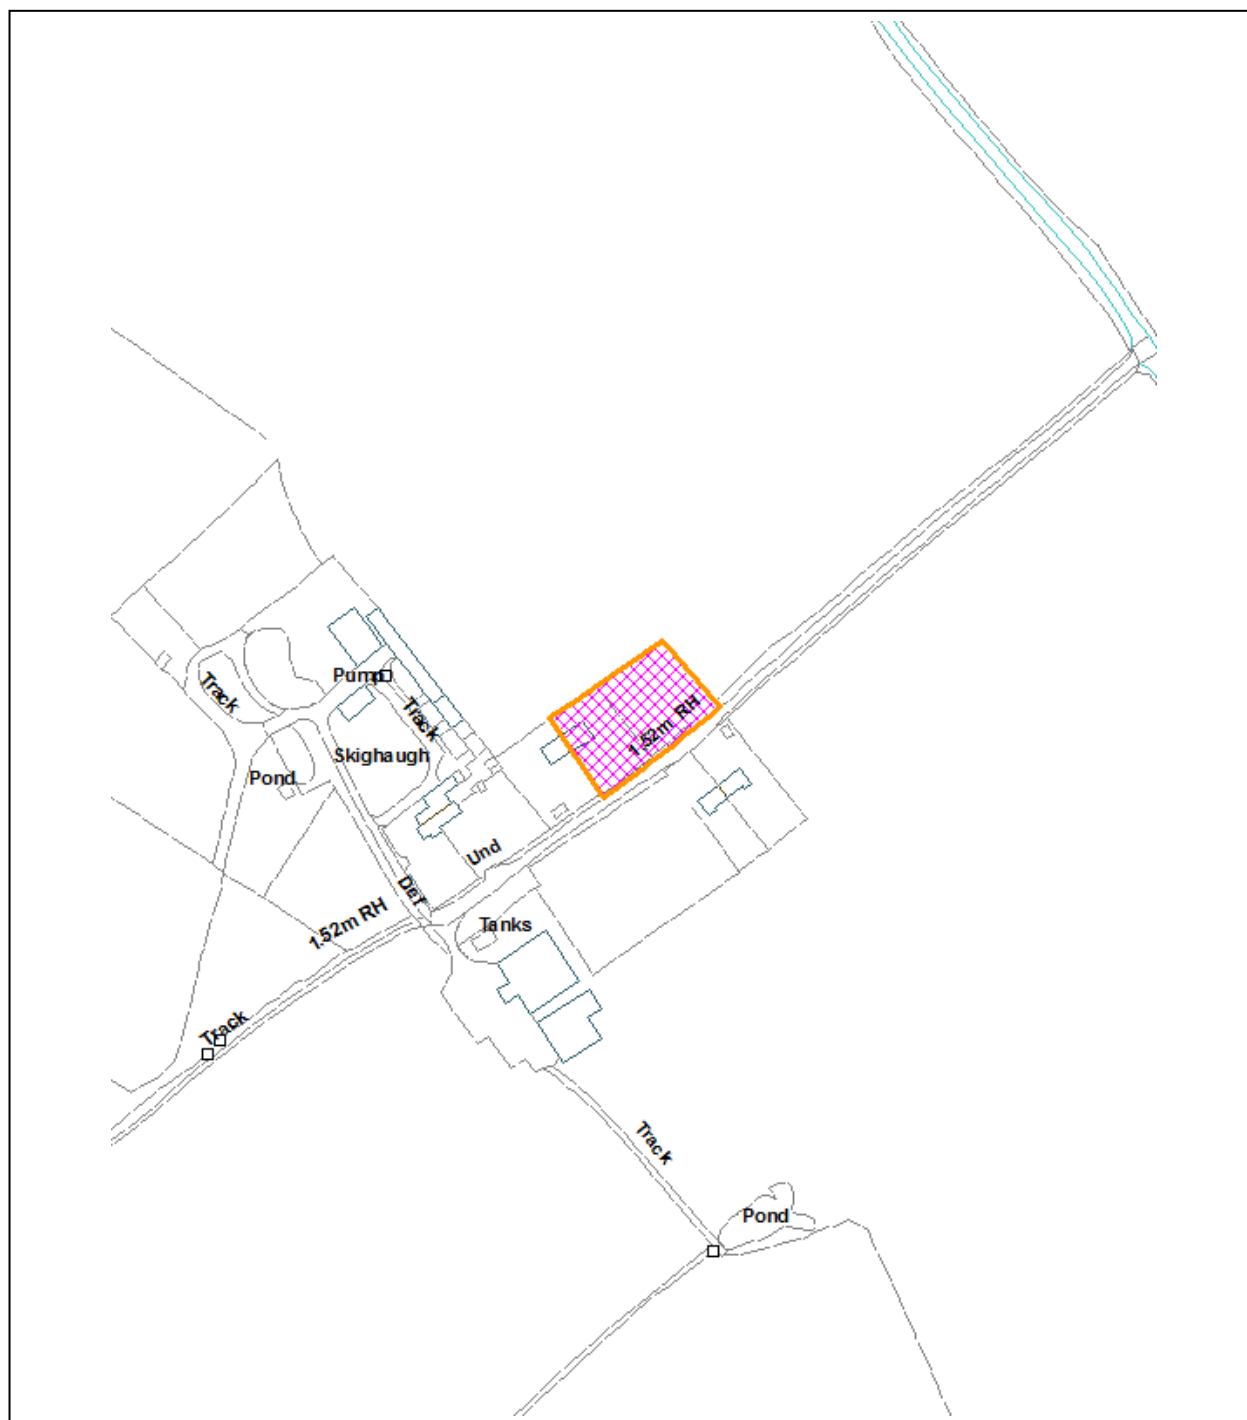 Pump
Track
Track
1.52m RH
Skighaugh
Pond
Und
Def
1.52m RH
Tanks
Track
Track
Pond